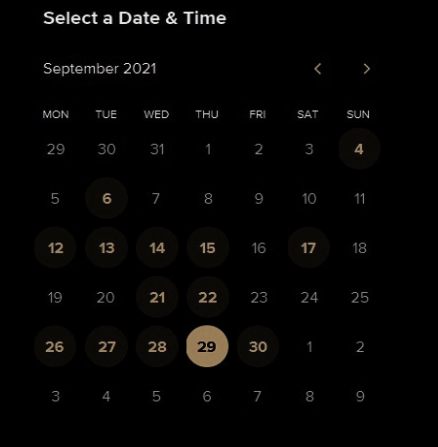 Select a Date & Time
September 2021
MON TUE WED THU FRI SAT SUN
29 30 31 1 2 3 4
5 6 7 8 9 10 11
12 13 14 15 16 17 18
19 20 21 22 23 24 25
26 27 28 29 30 1 2
3 4 5 6 7 8 9